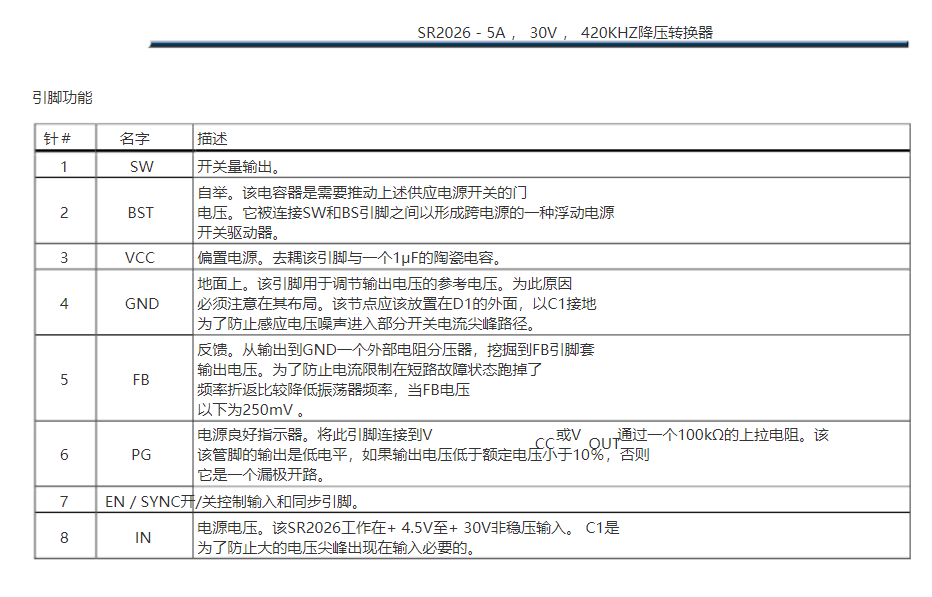 SR2026 - 5A ， 30V ， 420KHZ降压转换器
引脚功能
针＃ 名字 描述
1 SW 开关量输出。
2 BST 自举。该电容器是需要推动上述供应电源开关的门
电压。它被连接SW和BS引脚之间以形成跨电源的一种浮动电源
开关驱动器。
3 VCC 偏置电源。去耦该引脚与一个1μF的陶瓷电容。
4 GND 地面上。该引脚用于调节输出电压的参考电压。为此原因
必须注意在其布局。该节点应该放置在D1的外面，以C1接地
为了防止感应电压噪声进入部分开关电流尖峰路径。
5 FB 反馈。从输出到GND一个外部电阻分压器，挖掘到FB引脚套
输出电压。为了防止电流限制在短路故障状态跑掉了
频率折返比较降低振荡器频率，当FB电压
以下为250mV 。
6 PG 电源良好指示器。将此引脚连接到V CC 或V OUT 通过一个100kΩ的上拉电阻。该
该管脚的输出是低电平，如果输出电压低于额定电压小于10％，否则
它是一个漏极开路。
7 EN / SYNC开/关控制输入和同步引脚。
8 IN 电源电压。该SR2026工作在+ 4.5V至+ 30V非稳压输入。 C1是
为了防止大的电压尖峰出现在输入必要的。